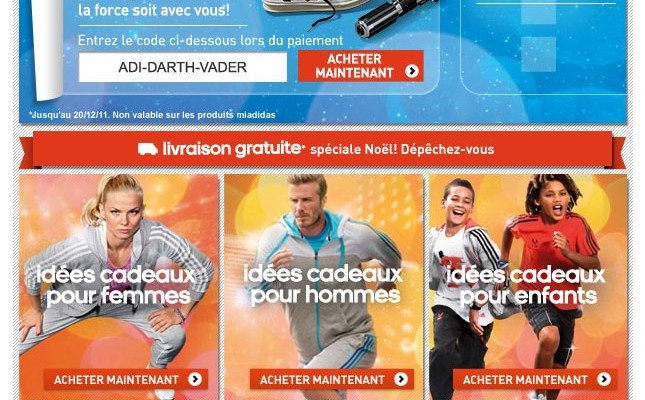 la force soit avec vous!
Entrez le code ci-dessous lors du paiement
ADI-DARTH-VADER
ACHETER
MAINTENANT
*Jusqu'au 20/12/11. Non valable sur les produits miadidas
livraison gratuite* spéciale Noël! Dépêchez-vous
idées cadeaux
pour femmes
ACHETER MAINTENANT
idées cadeaux
pour hommes
ACHETER MAINTENANT
idées cadeaux
pour enfants
ACHETER MAINTENANT